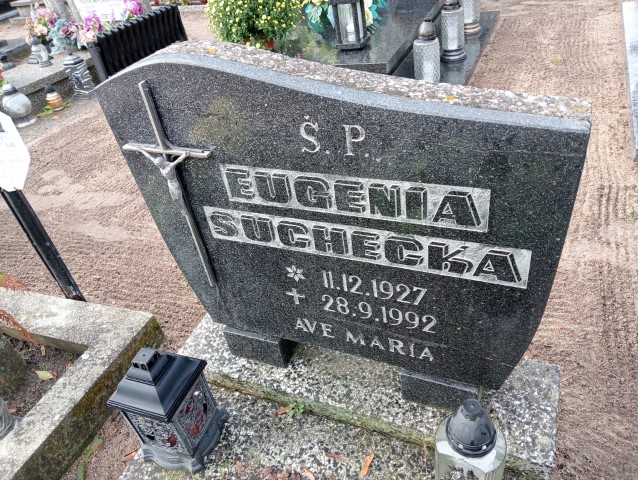 Ś. P.
EUGENIA
SUCHECKA
* 11.12.1927
+ 28.9.1992
AVE MARIA